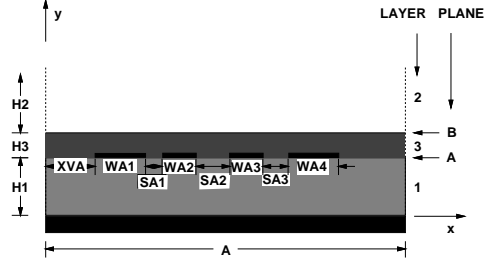 LAYER PLANE
y
H2
2
B
H3
3
A
XVA WA1 WA2 WA3 WA4
SA1 SA2 SA3
H1
1
x
A